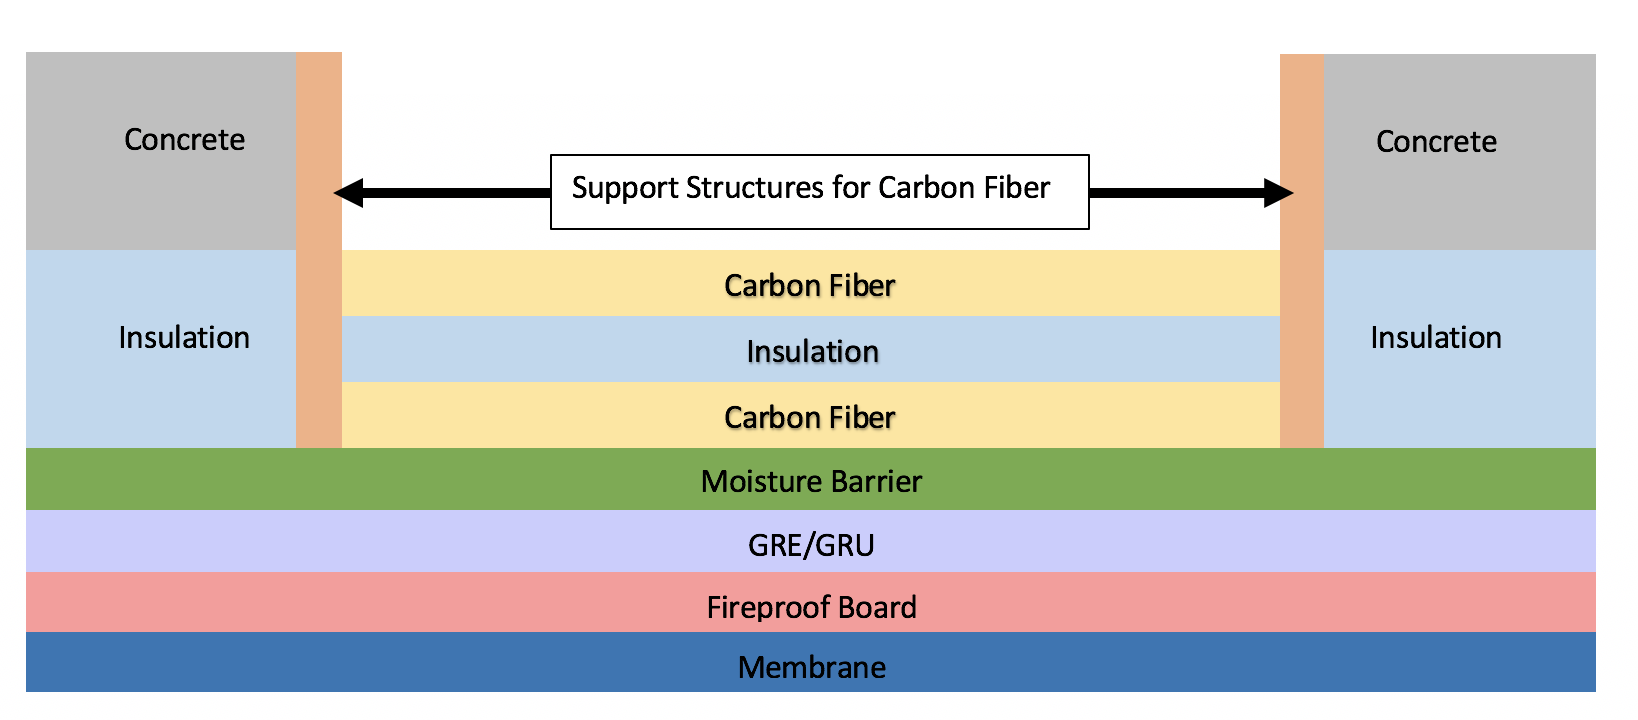 Concrete
Concrete
Support Structures for Carbon Fiber
Carbon Fiber
Insulation
Insulation
Insulation
Carbon Fiber
Moisture Barrier
GRE/GRU
Fireproof Board
Membrane